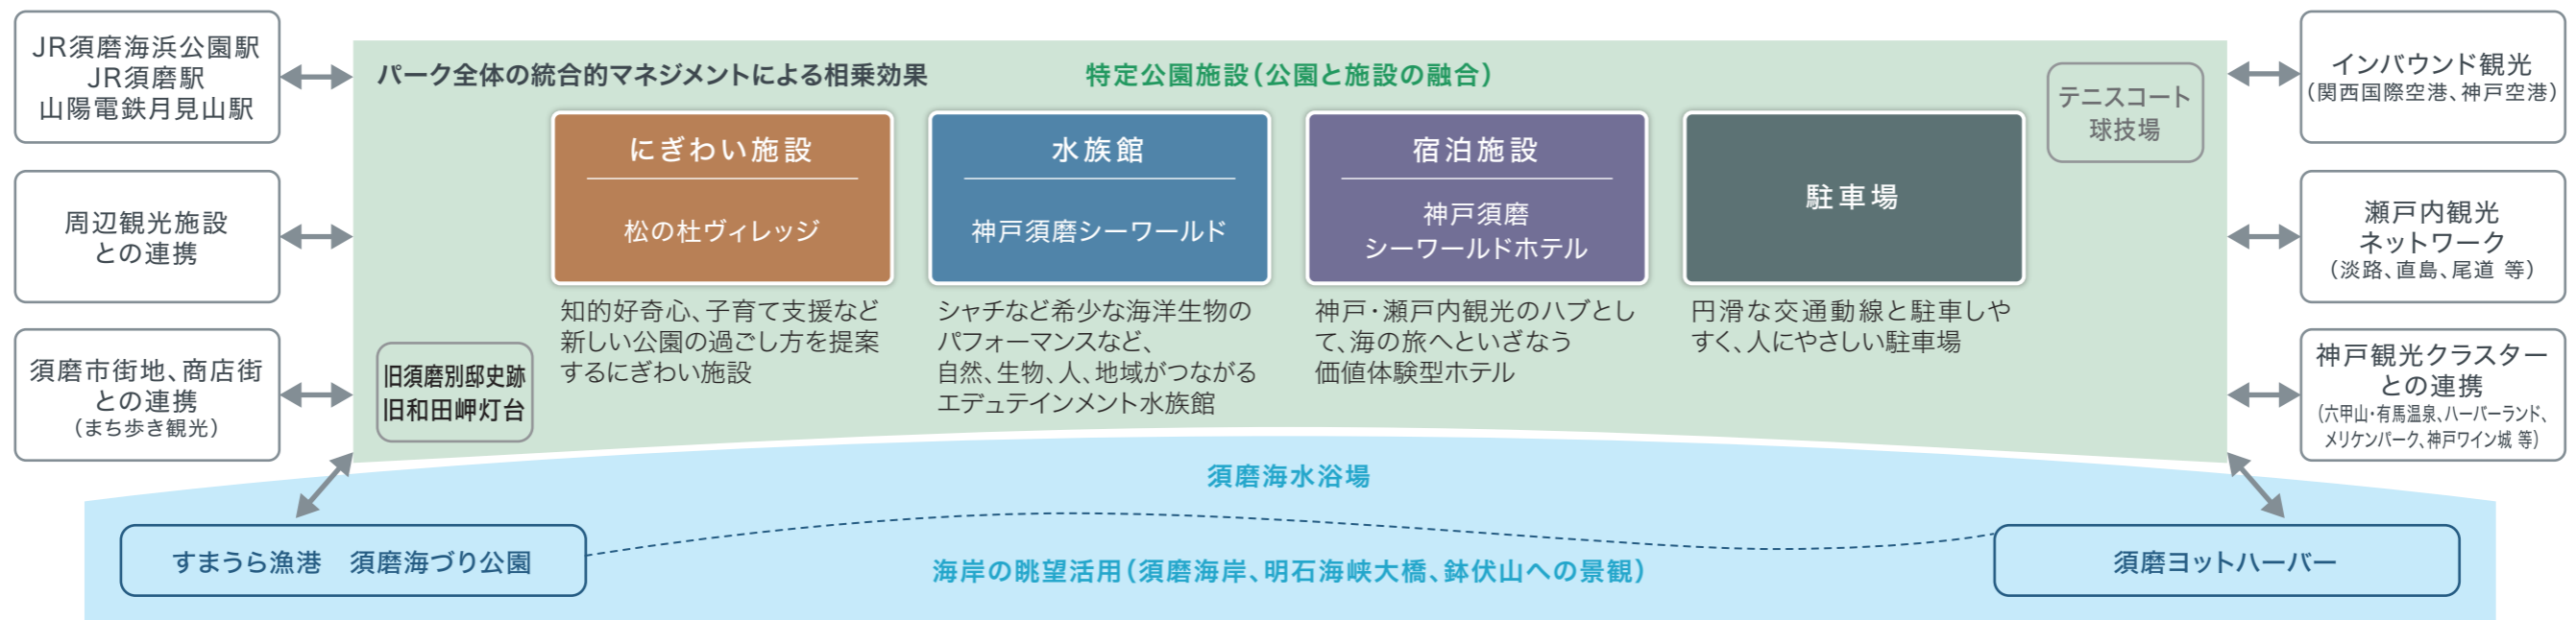 JR須磨海浜公園駅
JR須磨駅
山陽電鉄月見山駅
周辺観光施設
との連携
須磨市街地、商店街
との連携
（まち歩き観光）
パーク全体の統合的マネジメントによる相乗効果
特定公園施設（公園と施設の融合）
にぎわい施設
松の杜ヴィレッジ
知的好奇心、子育て支援など
新しい公園の過ごし方を提案
するにぎわい施設
水族館
神戸須磨シーワールド
シャチなど希少な海洋生物の
パフォーマンスなど、
自然、生物、人、地域がつながる
エデュテインメント水族館
宿泊施設
神戸須磨
シーワールドホテル
神戸・瀬戸内観光のハブとし
て、海の旅へといざなう
価値体験型ホテル
駐車場
円滑な交通動線と駐車しや
すく、人にやさしい駐車場
テニスコート
球技場
旧須磨別邸史跡
旧和田岬灯台
インバウンド観光
（関西国際空港、神戸空港）
瀬戸内観光
ネットワーク
（淡路、直島、尾道 等）
神戸観光クラスター
との連携
（六甲山・有馬温泉、ハーバーランド、
メリケンパーク、神戸ワイン城 等）
須磨海水浴場
すまうら漁港　須磨海づり公園
海岸の眺望活用（須磨海岸、明石海峡大橋、鉢伏山への景観）
須磨ヨットハーバー